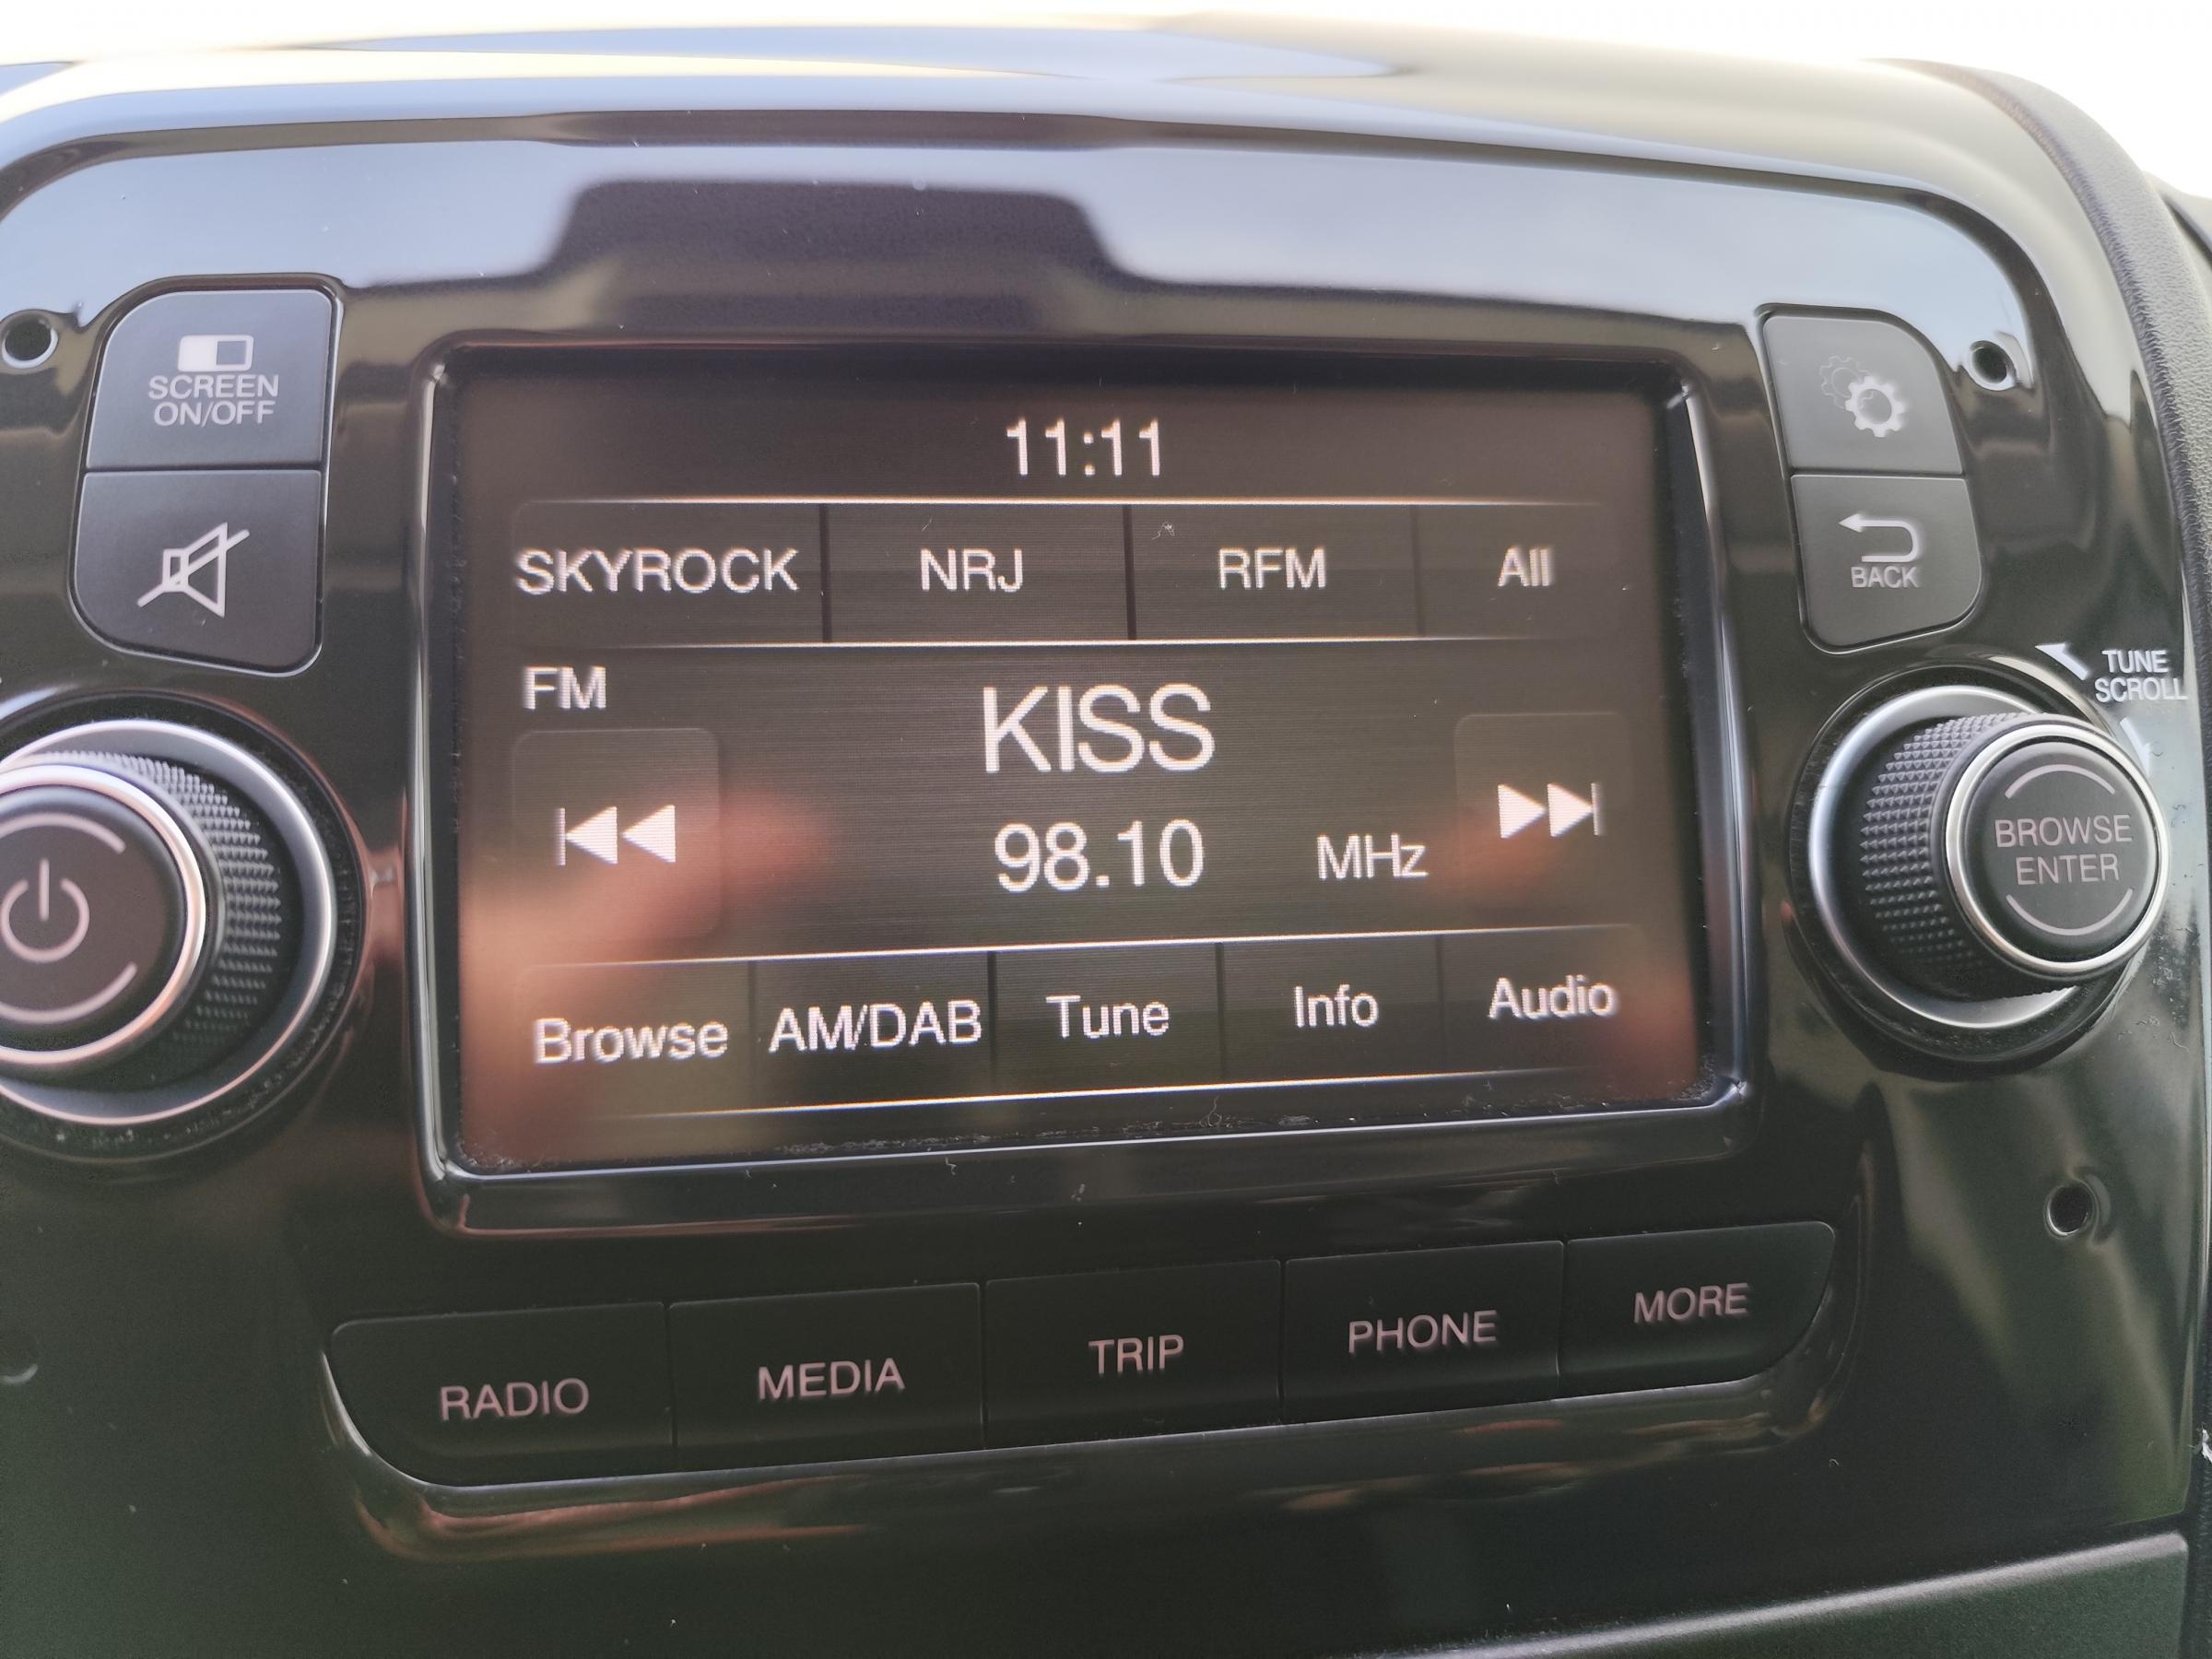 SCREEN
ON/OFF
11:11
SKYROCK NRJ RFM All
BACK
TUNE
SCROLL
FM
KISS
98.10 MHz
BROWSE
ENTER
Browse AM/DAB Tune Info Audio
RADIO MEDIA TRIP PHONE MORE